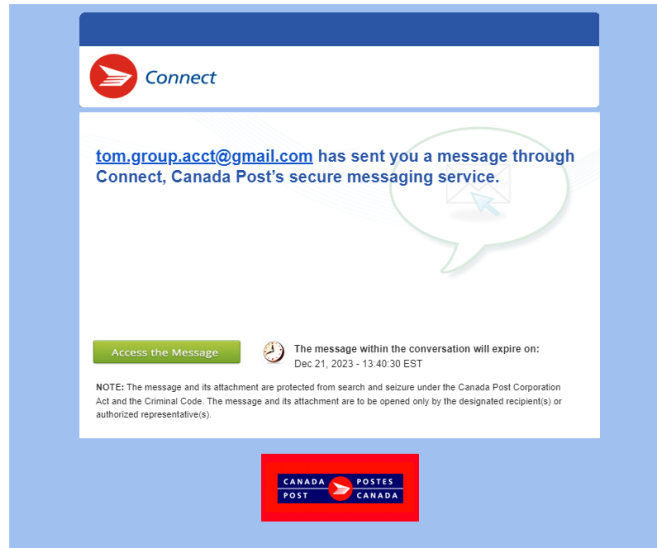 Connect
tom.group.acct@gmail.com has sent you a message through
Connect, Canada Post's secure messaging service.
Access the Message
The message within the conversation will expire on:
Dec 21, 2023 - 13:40:30 EST
NOTE: The message and its attachment are protected from search and seizure under the Canada Post Corporation
Act and the Criminal Code. The message and its attachment are to be opened only by the designated recipient(s) or
authorized representative(s).
CANADA POSTES
POST CANADA